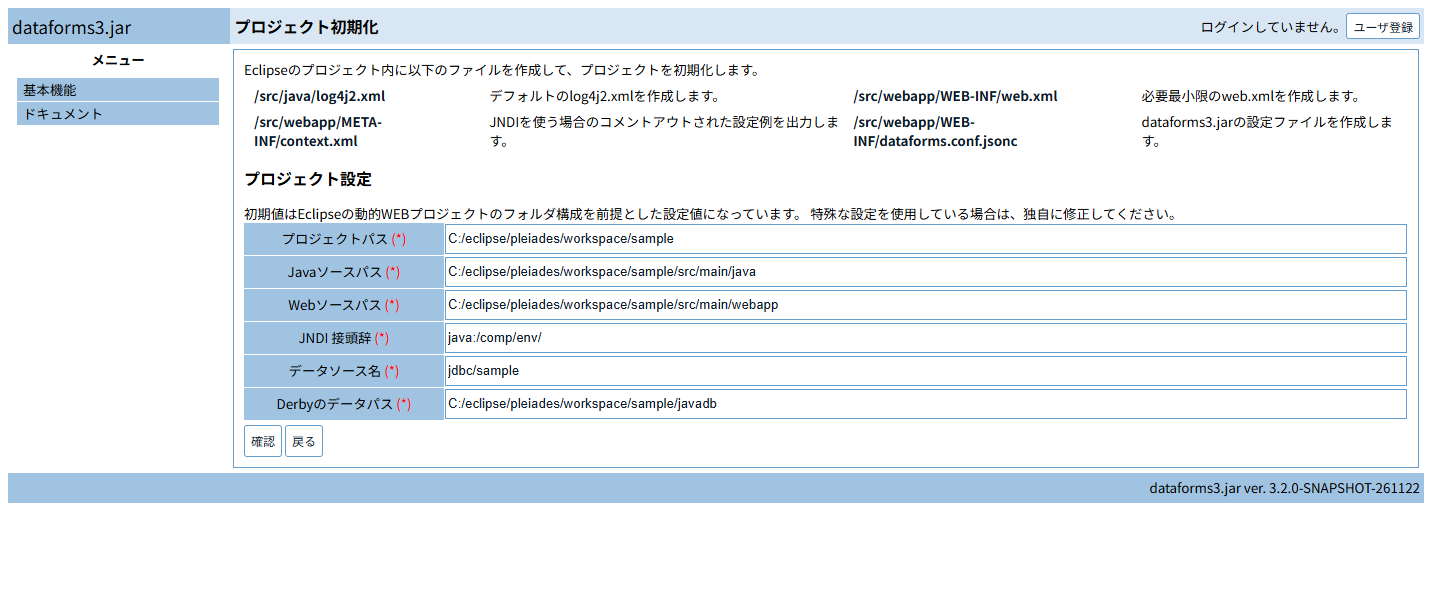 dataforms3.jar
プロジェクト初期化
ログインしていません。 ユーザ登録
メニュー
基本機能
ドキュメント
Eclipseのプロジェクト内に以下のファイルを作成して、プロジェクトを初期化します。
/src/java/log4j2.xml デフォルトのlog4j2.xmlを作成します。 /src/webapp/WEB-INF/web.xml 必要最小限のweb.xmlを作成します。
/src/webapp/META- JNDIを使う場合のコメントアウトされた設定例を出力しま /src/webapp/WEB- dataforms3.jarの設定ファイルを作成しま
INF/context.xml す。 INF/dataforms.conf.jsonc す。
プロジェクト設定
初期値はEclipseの動的WEBプロジェクトのフォルダ構成を前提とした設定値になっています。 特殊な設定を使用している場合は、独自に修正してください。
プロジェクトパス (*) C:/eclipse/pleiades/workspace/sample
Javaソースパス (*) C:/eclipse/pleiades/workspace/sample/src/main/java
Webソースパス (*) C:/eclipse/pleiades/workspace/sample/src/main/webapp
JNDI 接頭辞 (*) java:/comp/env/
データソース名 (*) jdbc/sample
Derbyのデータパス (*) C:/eclipse/pleiades/workspace/sample/javadb
確認 戻る
dataforms3.jar ver. 3.2.0-SNAPSHOT-261122